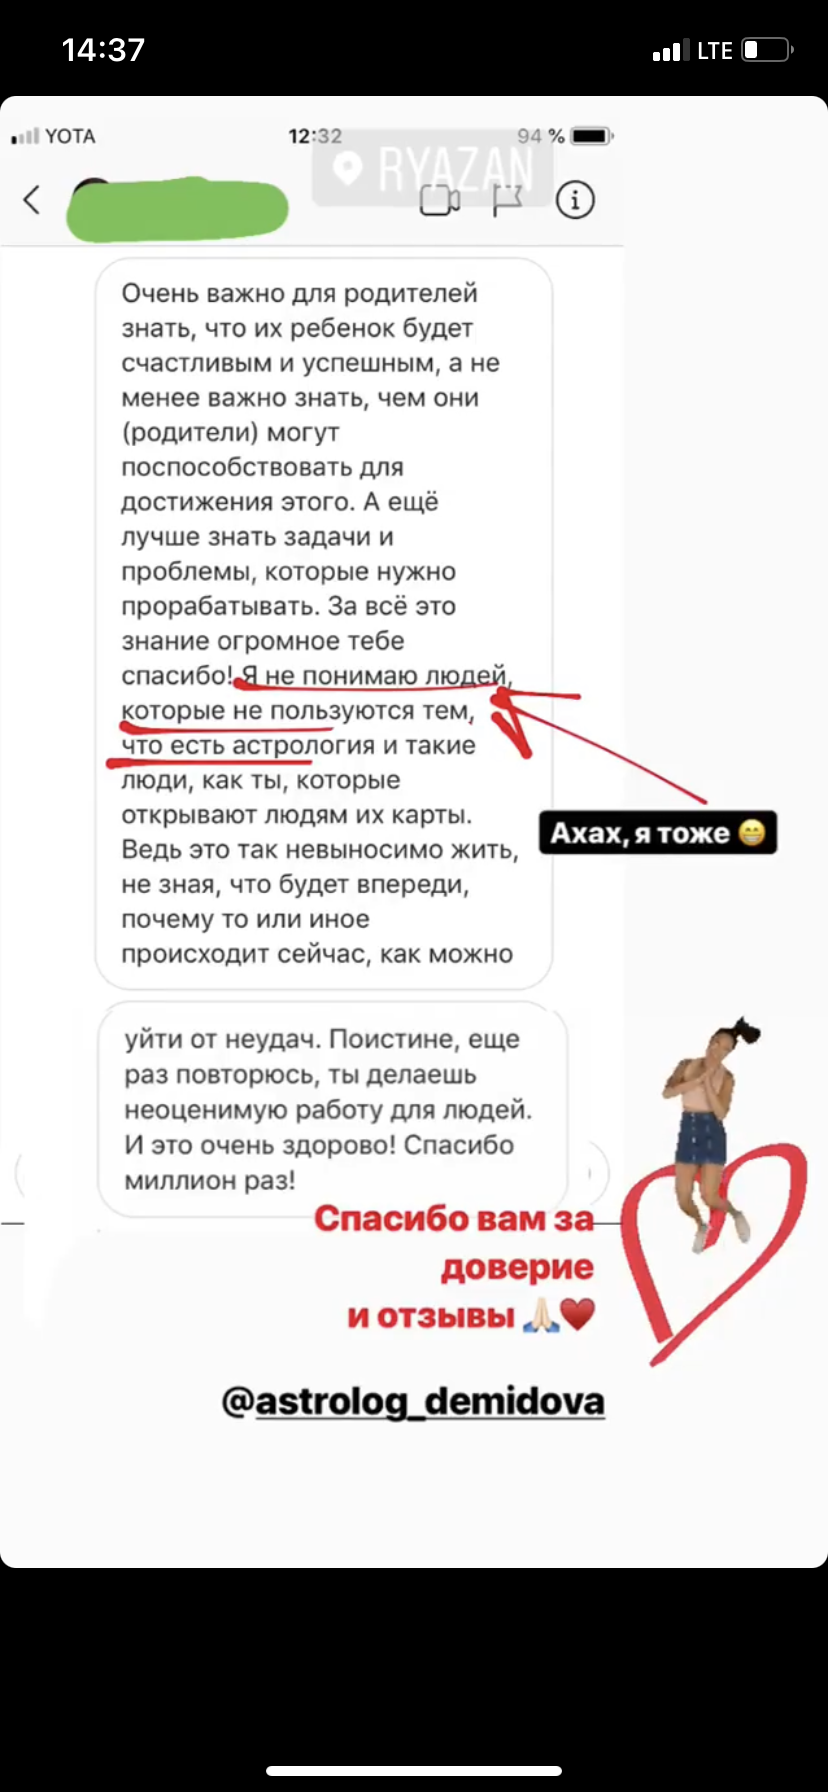 14:37
LTE
YOTA
12:32
94 %
RYAZAN
Очень важно для родителей
знать, что их ребенок будет
счастливым и успешным, а не
менее важно знать, чем они
(родители) могут
поспособствовать для
достижения этого. А ещё
лучше знать задачи и
проблемы, которые нужно
прорабатывать. За всё это
знание огромное тебе
спасибо! Я не понимаю людей,
которые не пользуются тем,
что есть астрология и такие
люди, как ты, которые
открывают людям их карты.
Ведь это так невыносимо жить,
не зная, что будет впереди,
почему то или иное
происходит сейчас, как можно
Ахах, я тоже 😁
уйти от неудач. Поистине, еще
раз повторюсь, ты делаешь
неоценимую работу для людей.
И это очень здорово! Спасибо
миллион раз!
Спасибо вам за
доверие
и отзывы 🙏🏻♥️
@astrolog_demidova